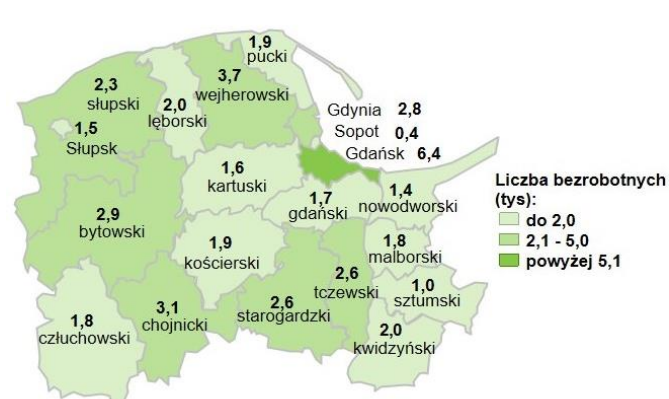 1,9
pucki
2,3
słupski
2,0
lęborski
3,7
wejherowski
Gdynia 2,8
Sopot 0,4
Gdańsk 6,4
1,5
Słupsk
1,6
kartuski
1,7
gdański
1,4
nowodworski
2,9
bytowski
1,9
kościerski
1,8
malborski
2,6
tczewski
1,0
sztumski
1,8
człuchowski
3,1
chojnicki
2,6
starogardzki
2,0
kwidzyński
Liczba bezrobotnych
(tys):
do 2,0
2,1 - 5,0
powyżej 5,1